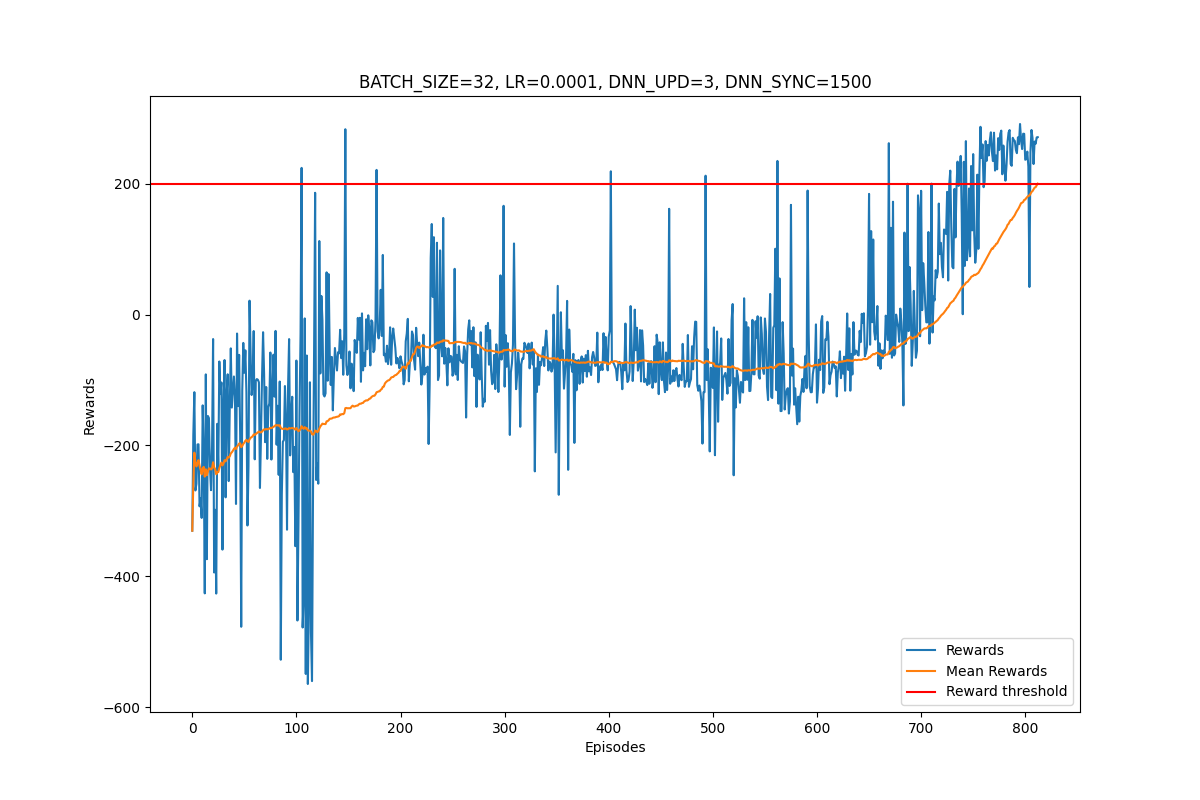 BATCH_SIZE=32, LR=0.0001, DNN_UPD=3, DNN_SYNC=1500
200
0
−200
−400
−600
Rewards
0 100 200 300 400 500 600 700 800
Episodes
Rewards
Mean Rewards
Reward threshold